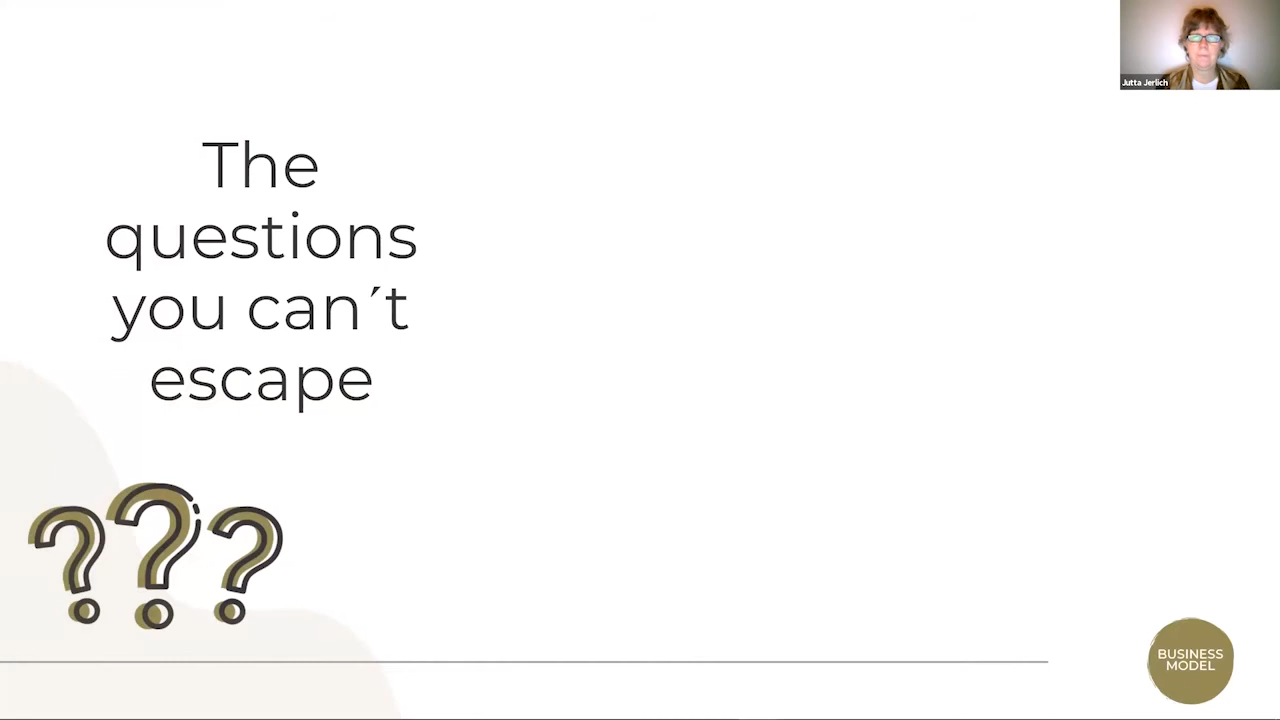 Jutta Jerlich
The
questions
you can´t
escape
???
BUSINESS
MODEL